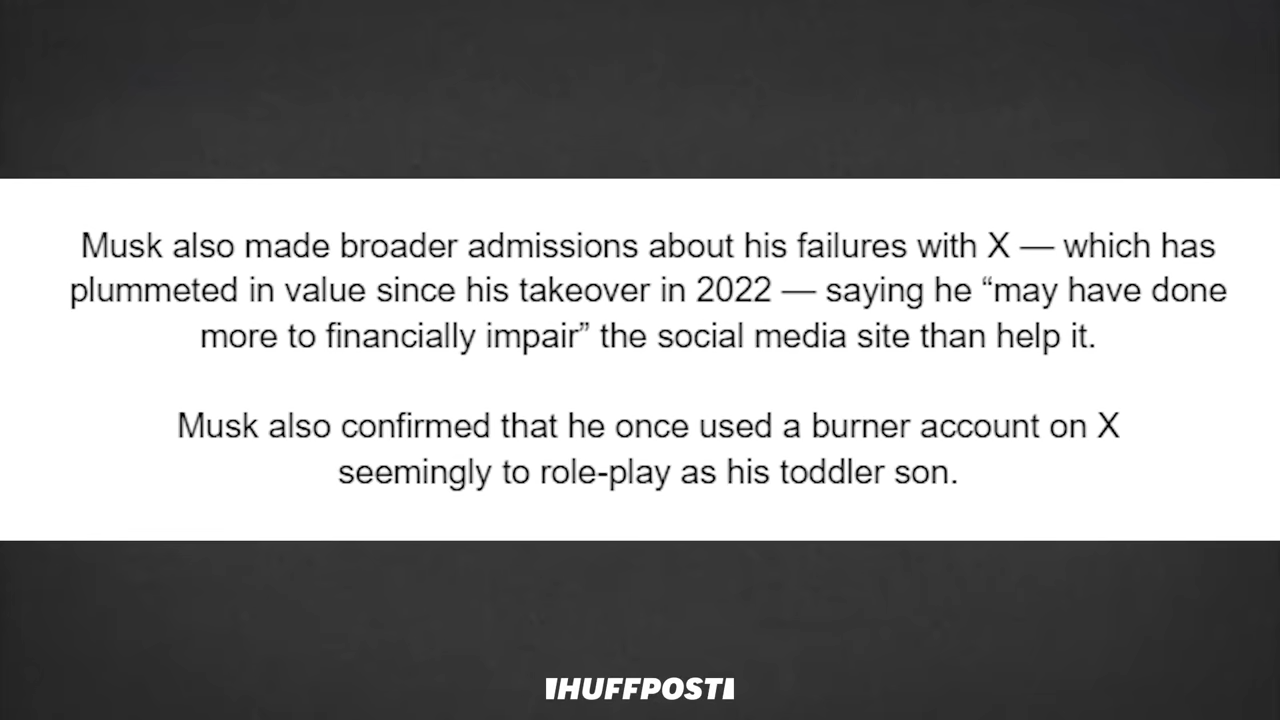 Musk also made broader admissions about his failures with X — which has
plummeted in value since his takeover in 2022 — saying he “may have done
more to financially impair” the social media site than help it.
Musk also confirmed that he once used a burner account on X
seemingly to role-play as his toddler son.
HUFFPOST